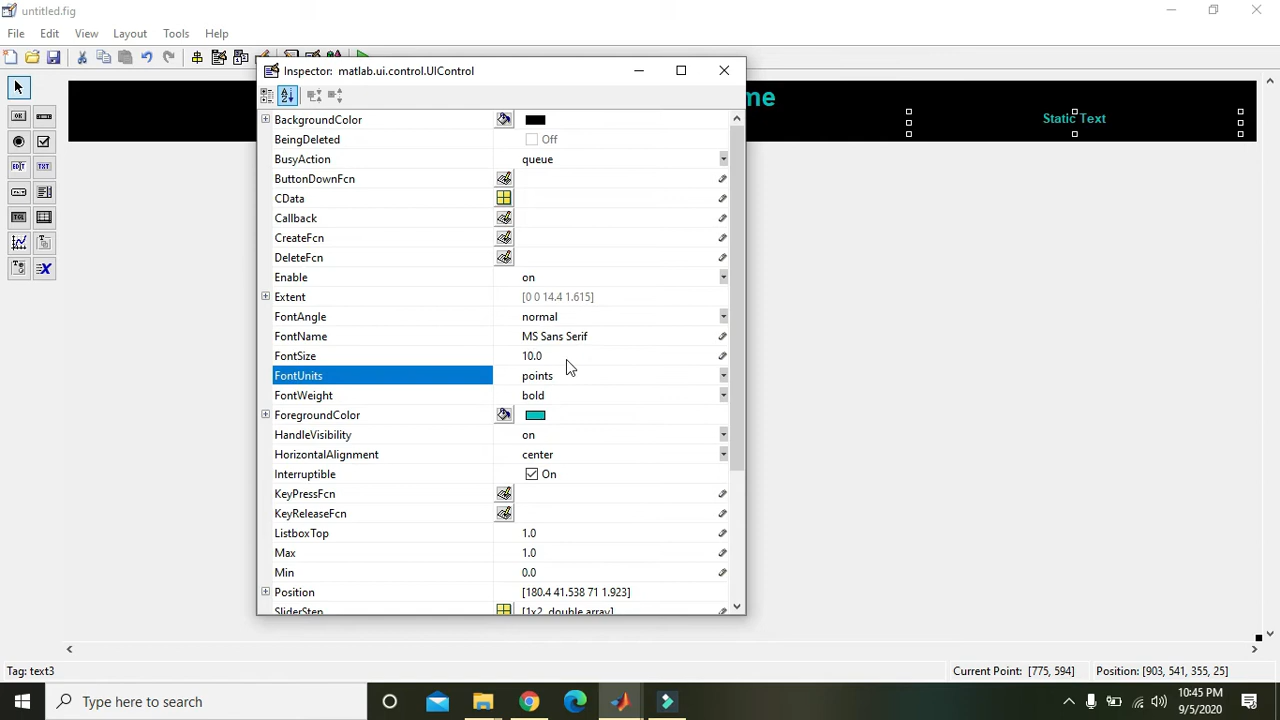 untitled.fig
File Edit View Layout Tools Help
Inspector: matlab.ui.control.UIControl
me
Static Text
BackgroundColor
BeingDeleted Off
BusyAction queue
ButtonDownFcn
CData
Callback
CreateFcn
DeleteFcn
Enable on
Extent [0 0 14.4 1.615]
FontAngle normal
FontName MS Sans Serif
FontSize 10.0
FontUnits points
FontWeight bold
ForegroundColor
HandleVisibility on
HorizontalAlignment center
Interruptible On
KeyPressFcn
KeyReleaseFcn
ListboxTop 1.0
Max 1.0
Min 0.0
Position [180.4 41.538 71 1.923]
SliderStep [1x2 double array]
Tag: text3 Current Point: [775, 594] Position: [903, 541, 355, 25]
Type here to search
10:45 PM
9/5/2020